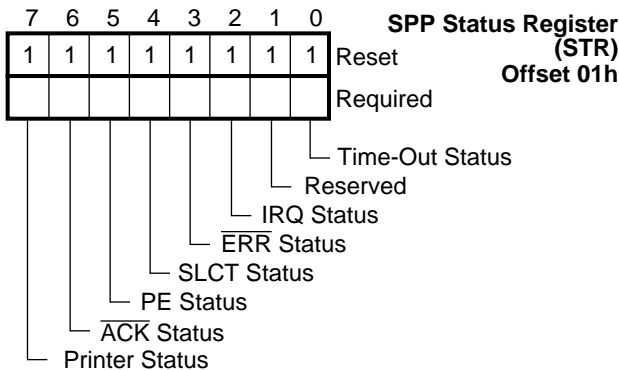 7 6 5 4 3 2 1 0
SPP Status Register
(STR)
Offset 01h
1 1 1 1 1 1 1 1 Reset
Required
Time-Out Status
Reserved
IRQ Status
E̅R̅R̅ Status
SLCT Status
PE Status
A̅C̅K̅ Status
Printer Status